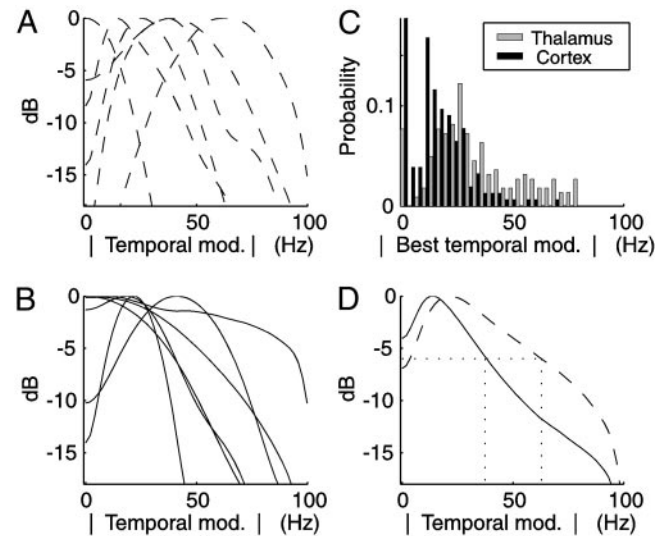 A
0
-5
-10
-15
dB
0 50 100
| Temporal mod. | (Hz)
C
Thalamus
Cortex
0.1
Probability
0 50 100
| Best temporal mod. | (Hz)
B
0
-5
-10
-15
dB
0 50 100
| Temporal mod. | (Hz)
D
0
-5
-10
-15
dB
0 50 100
| Temporal mod. | (Hz)